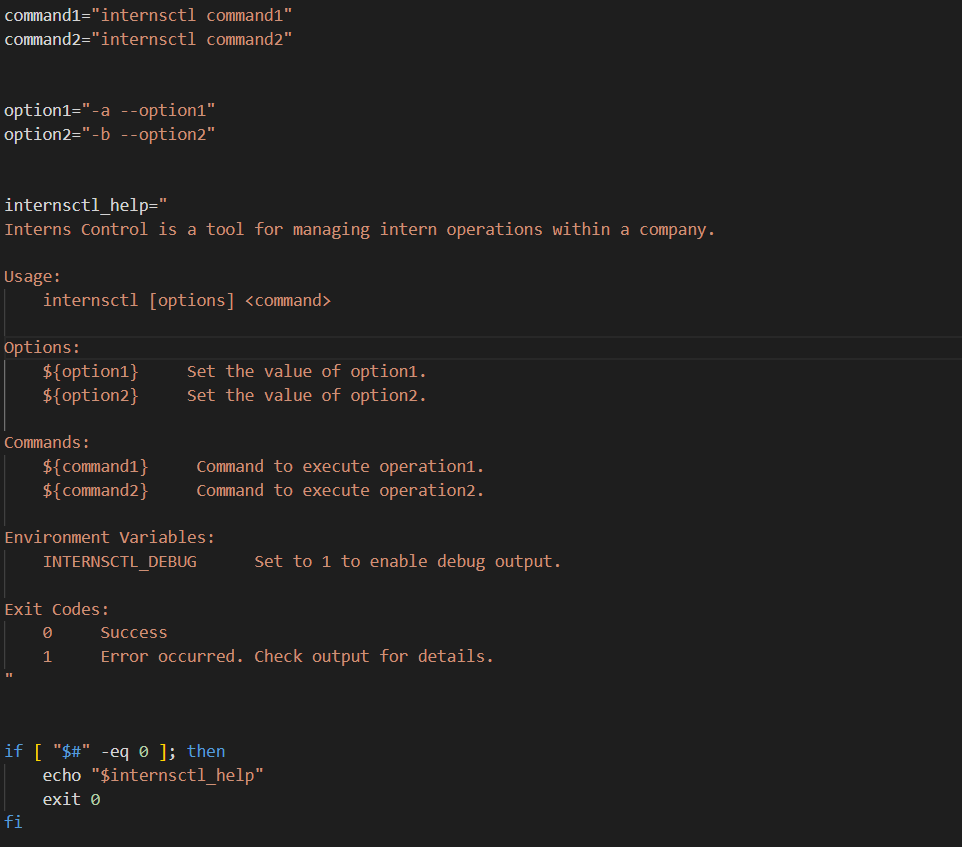 command1="internsctl command1"
command2="internsctl command2"
option1="-a --option1"
option2="-b --option2"
internsctl_help="
Interns Control is a tool for managing intern operations within a company.
Usage:
    internsctl [options] <command>
Options:
    ${option1}     Set the value of option1.
    ${option2}     Set the value of option2.
Commands:
    ${command1}     Command to execute operation1.
    ${command2}     Command to execute operation2.
Environment Variables:
    INTERNSCTL_DEBUG      Set to 1 to enable debug output.
Exit Codes:
    0     Success
    1     Error occurred. Check output for details.
"
if [ "$#" -eq 0 ]; then
    echo "$internsctl_help"
    exit 0
fi